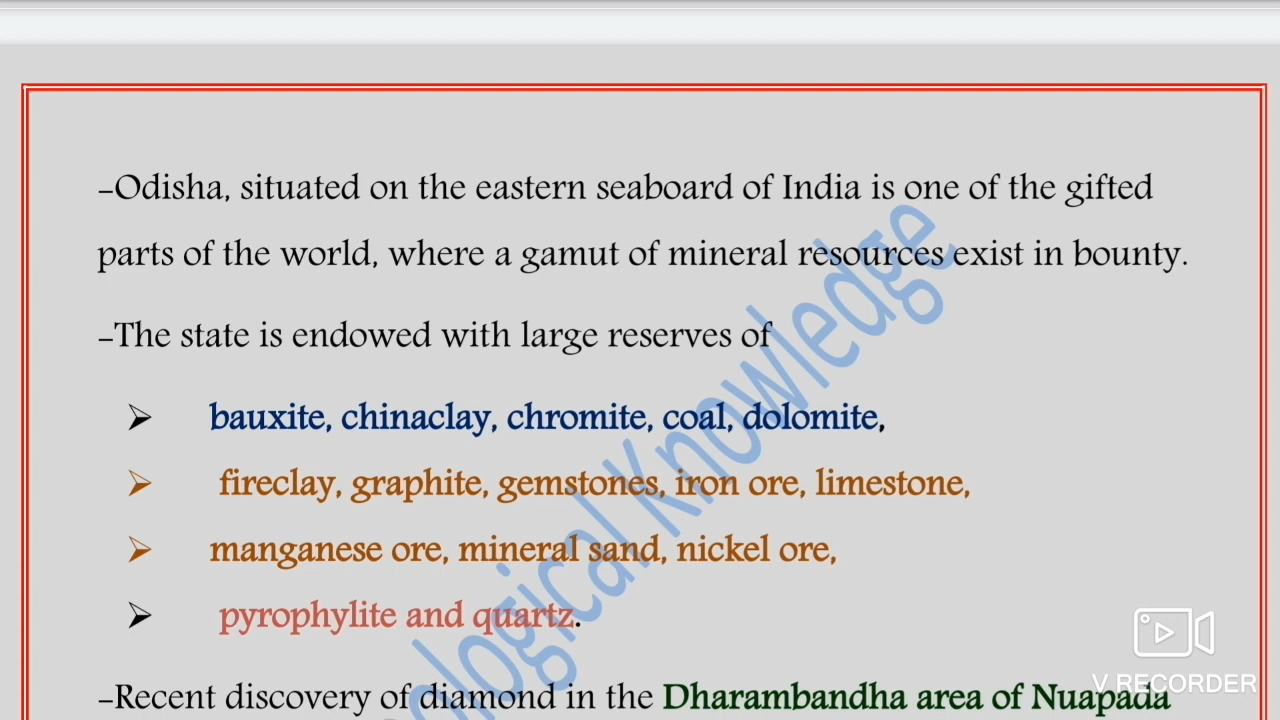 -Odisha, situated on the eastern seaboard of India is one of the gifted
parts of the world, where a gamut of mineral resources exist in bounty.
-The state is endowed with large reserves of
➢ bauxite, chinaclay, chromite, coal, dolomite,
➢ fireclay, graphite, gemstones, iron ore, limestone,
➢ manganese ore, mineral sand, nickel ore,
➢ pyrophylite and quartz.
-Recent discovery of diamond in the Dharambandha area of Nuapada
ological Knowledge
V RECORDER